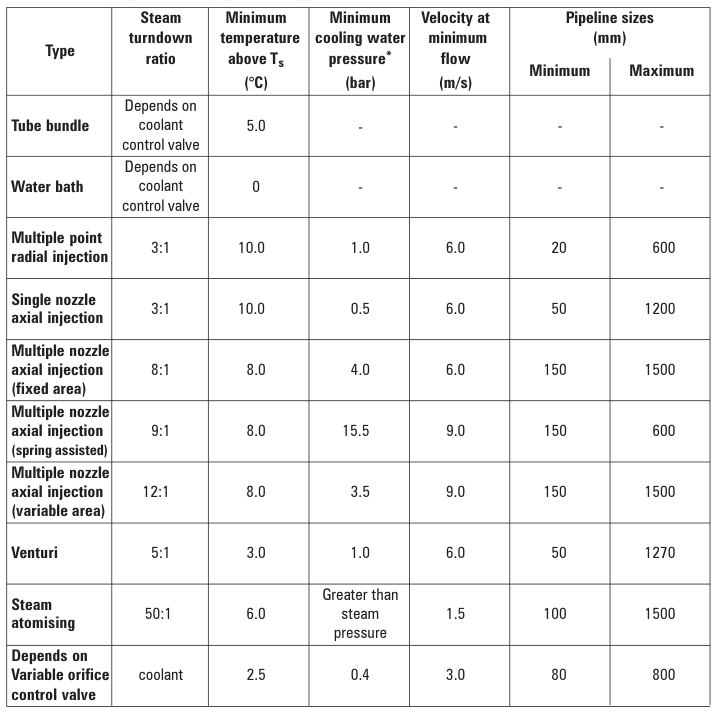 Type
Steam
turndown
ratio
Minimum
temperature
above Ts
(°C)
Minimum
cooling water
pressure*
(bar)
Velocity at
minimum
flow
(m/s)
Pipeline sizes
(mm)
Minimum
Maximum
Tube bundle
Depends on
coolant
control valve
5.0
-
-
-
-
Water bath
Depends on
coolant
control valve
0
-
-
-
-
Multiple point
radial injection
3:1
10.0
1.0
6.0
20
600
Single nozzle
axial injection
3:1
10.0
0.5
6.0
50
1200
Multiple nozzle
axial injection
(fixed area)
8:1
8.0
4.0
6.0
150
1500
Multiple nozzle
axial injection
(spring assisted)
9:1
8.0
15.5
9.0
150
600
Multiple nozzle
axial injection
(variable area)
12:1
8.0
3.5
9.0
150
1500
Venturi
5:1
3.0
1.0
6.0
50
1270
Steam
atomising
50:1
6.0
Greater than
steam
pressure
1.5
100
1500
Depends on
Variable orifice
control valve
coolant
2.5
0.4
3.0
80
800